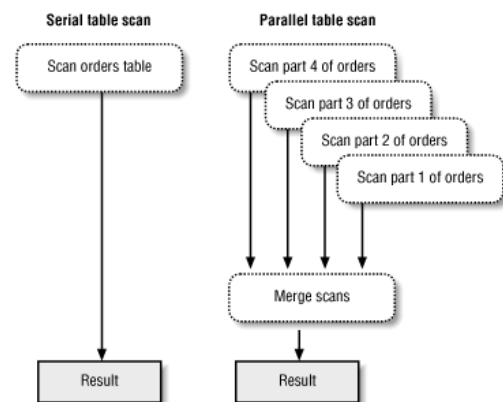 Serial table scan
Parallel table scan
Scan orders table
Scan part 4 of orders
Scan part 3 of orders
Scan part 2 of orders
Scan part 1 of orders
Merge scans
Result
Result